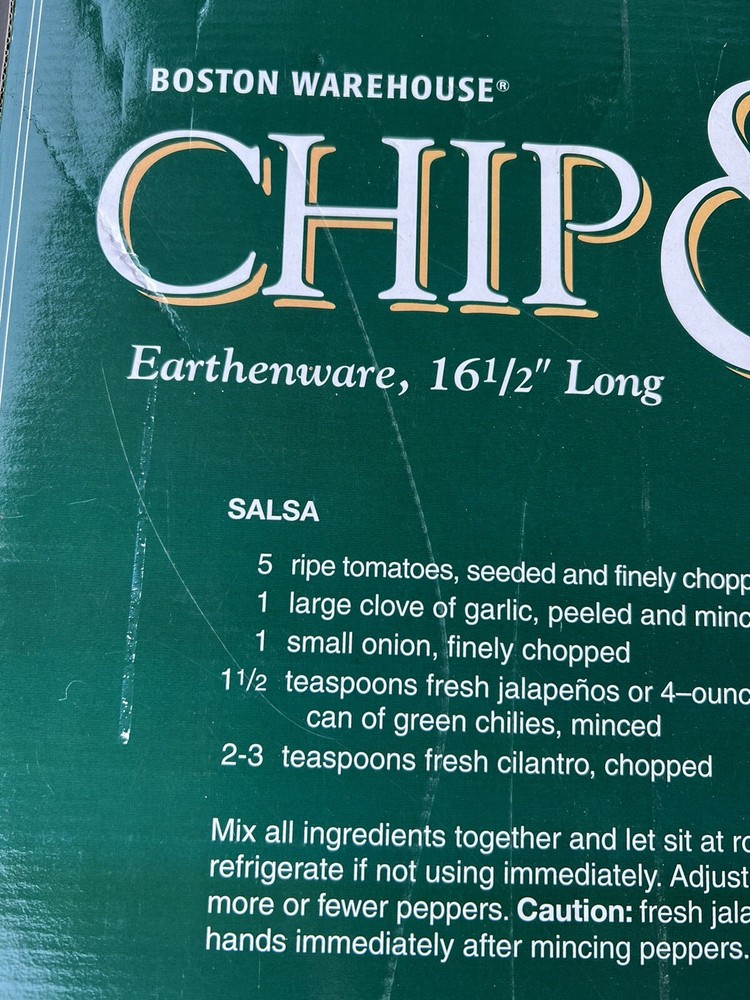 BOSTON WAREHOUSE®
CHIP &
Earthenware, 16 1/2" Long
SALSA
5 ripe tomatoes, seeded and finely chopp
1 large clove of garlic, peeled and minc
1 small onion, finely chopped
1 1/2 teaspoons fresh jalapeños or 4–ounc
can of green chilies, minced
2-3 teaspoons fresh cilantro, chopped
Mix all ingredients together and let sit at ro
refrigerate if not using immediately. Adjust
more or fewer peppers. Caution: fresh jala
hands immediately after mincing peppers.